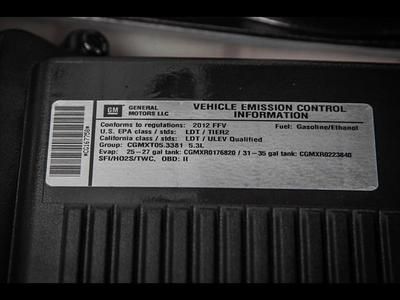 GM
GENERAL MOTORS LLC
VEHICLE EMISSION CONTROL INFORMATION
Conforms to regulations: 2012 FFV Fuel: Gasoline/Ethanol
U.S. EPA class / stds: LDT / TIER2
California class / stds: LDT / ULEV Qualified
Group: CGMXT05.3381 5.3L
Evap: 25-27 gal tank: CGMXR0176820 / 31-35 gal tank: CGMXR0223840
SFI/HO2S/TWC, OBD: II